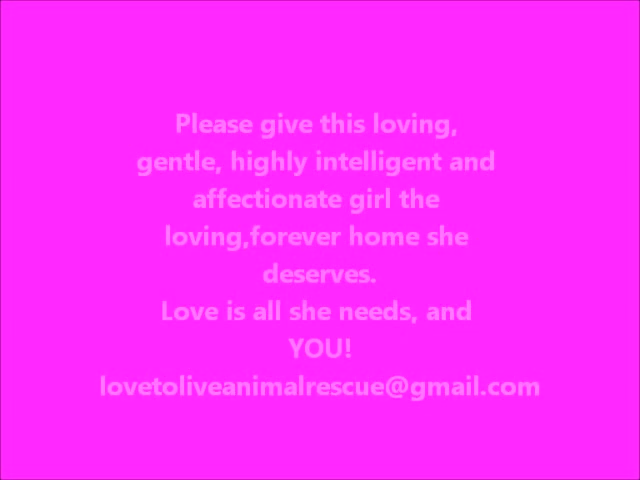 Please give this loving,
gentle, highly intelligent and
affectionate girl the
loving,forever home she
deserves.
Love is all she needs, and
YOU!
lovetoliveanimalrescue@gmail.com